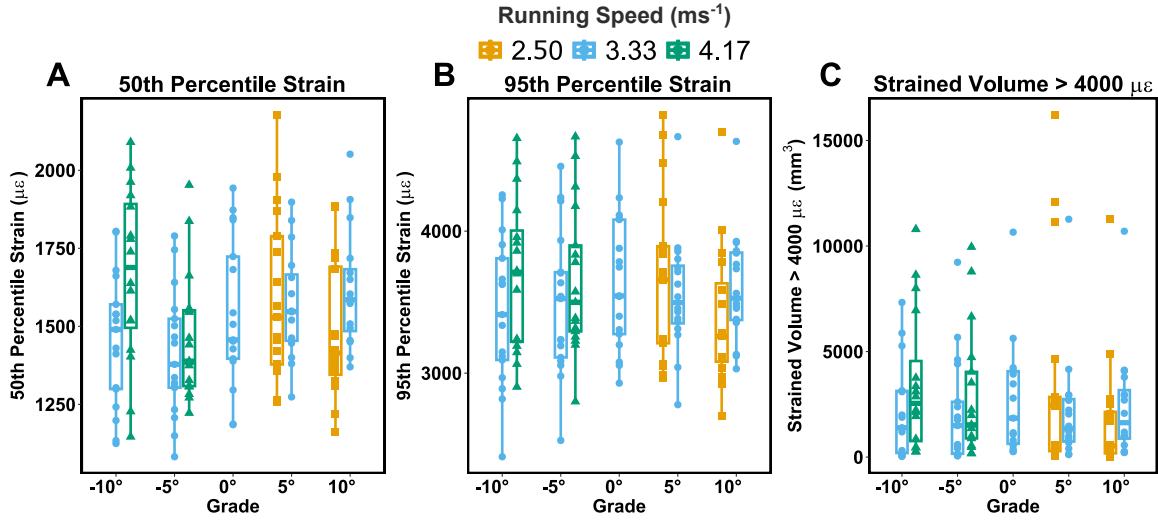 Running Speed (ms⁻¹)
2.50 3.33 4.17
A B C
50th Percentile Strain 95th Percentile Strain Strained Volume > 4000 με
50th Percentile Strain (με)
2000
1750
1500
1250
-10° -5° 0° 5° 10°
Grade
95th Percentile Strain (με)
4000
3000
-10° -5° 0° 5° 10°
Grade
Strained Volume > 4000 με (mm³)
15000
10000
5000
0
-10° -5° 0° 5° 10°
Grade